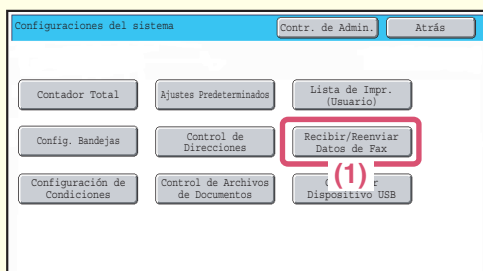 Configuraciones del sistema
Contr. de Admin.
Atrás
Contador Total
Ajustes Predeterminados
Lista de Impr.
(Usuario)
Config. Bandejas
Control de
Direcciones
Recibir/Reenviar
Datos de Fax
Configuración de
Condiciones
Control de Archivos
de Documentos
(1)
Dispositivo USB